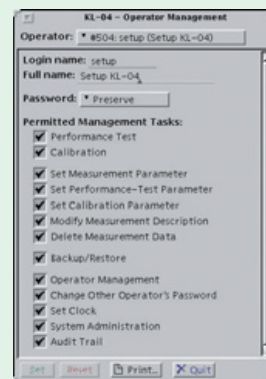 KL-04 - Operator Management
Operator: * #504: setup (Setup KL-04)
Login name: setup
Full name: Setup KL-04
Password: * Preserve
Permitted Management Tasks:
Performance Test
Calibration
Set Measurement Parameter
Set Performance-Test Parameter
Set Calibration Parameter
Modify Measurement Description
Delete Measurement Data
Backup/Restore
Operator Management
Change Other Operator's Password
Set Clock
System Administration
Audit Trail
Set Reset Print... Quit